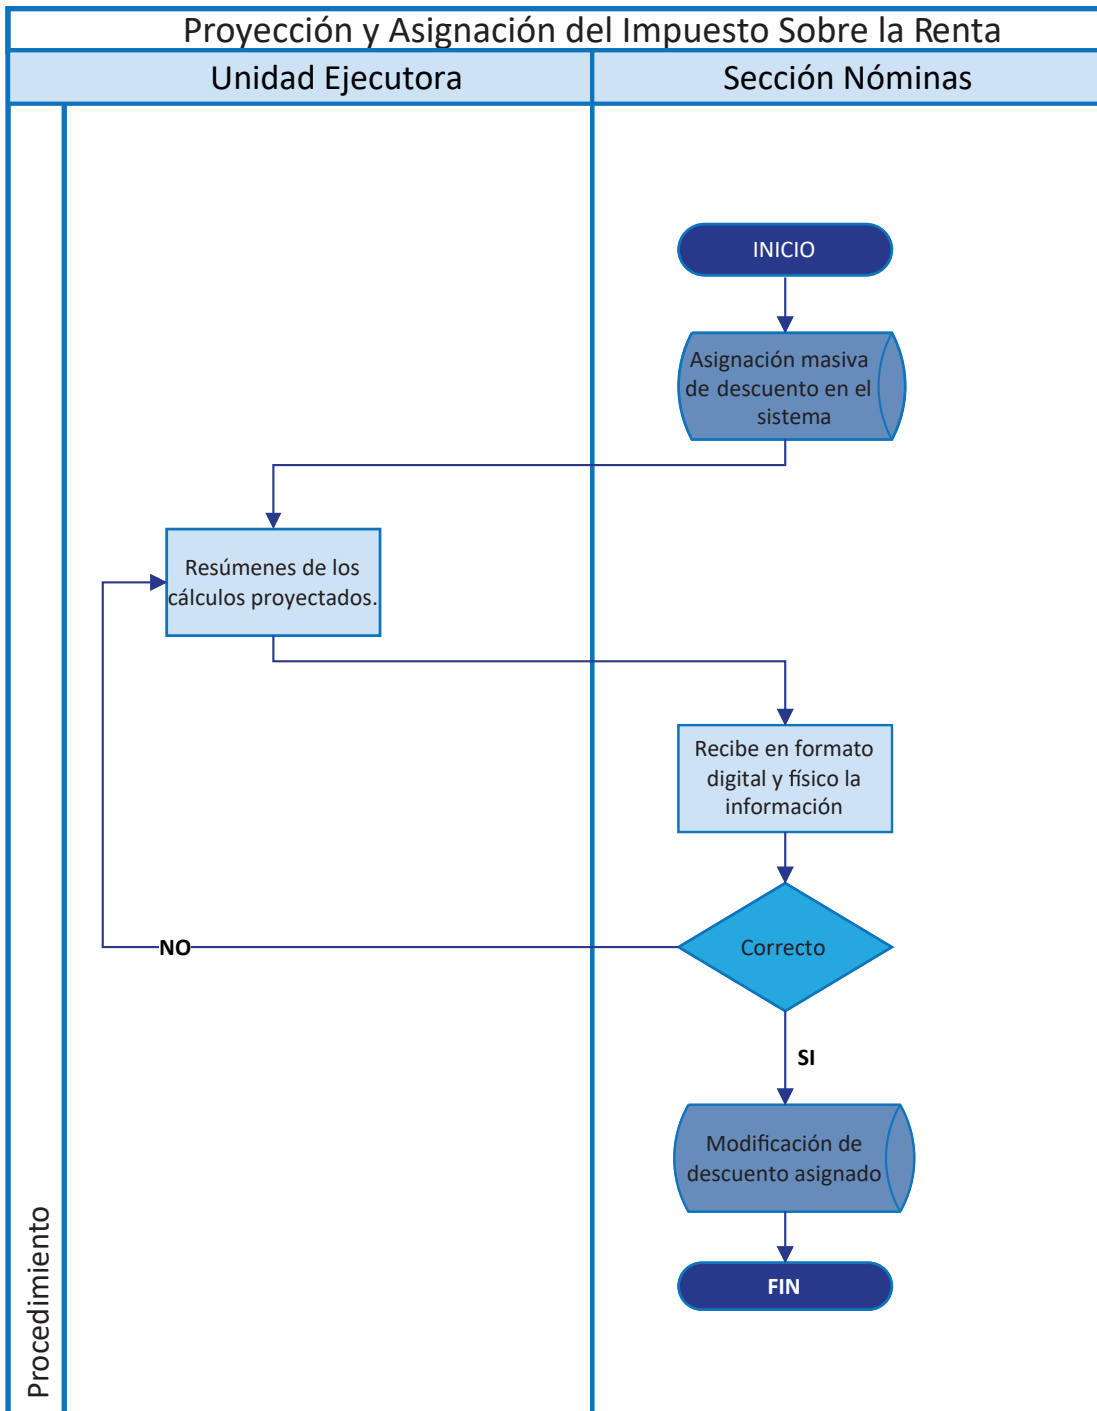 Proyección y Asignación del Impuesto Sobre la Renta
Unidad Ejecutora
Sección Nóminas
INICIO
Asignación masiva
de descuento en el
sistema
Resúmenes de los
cálculos proyectados.
Recibe en formato
digital y físico la
información
Correcto
NO
SI
Modificación de
descuento asignado
FIN
Procedimiento